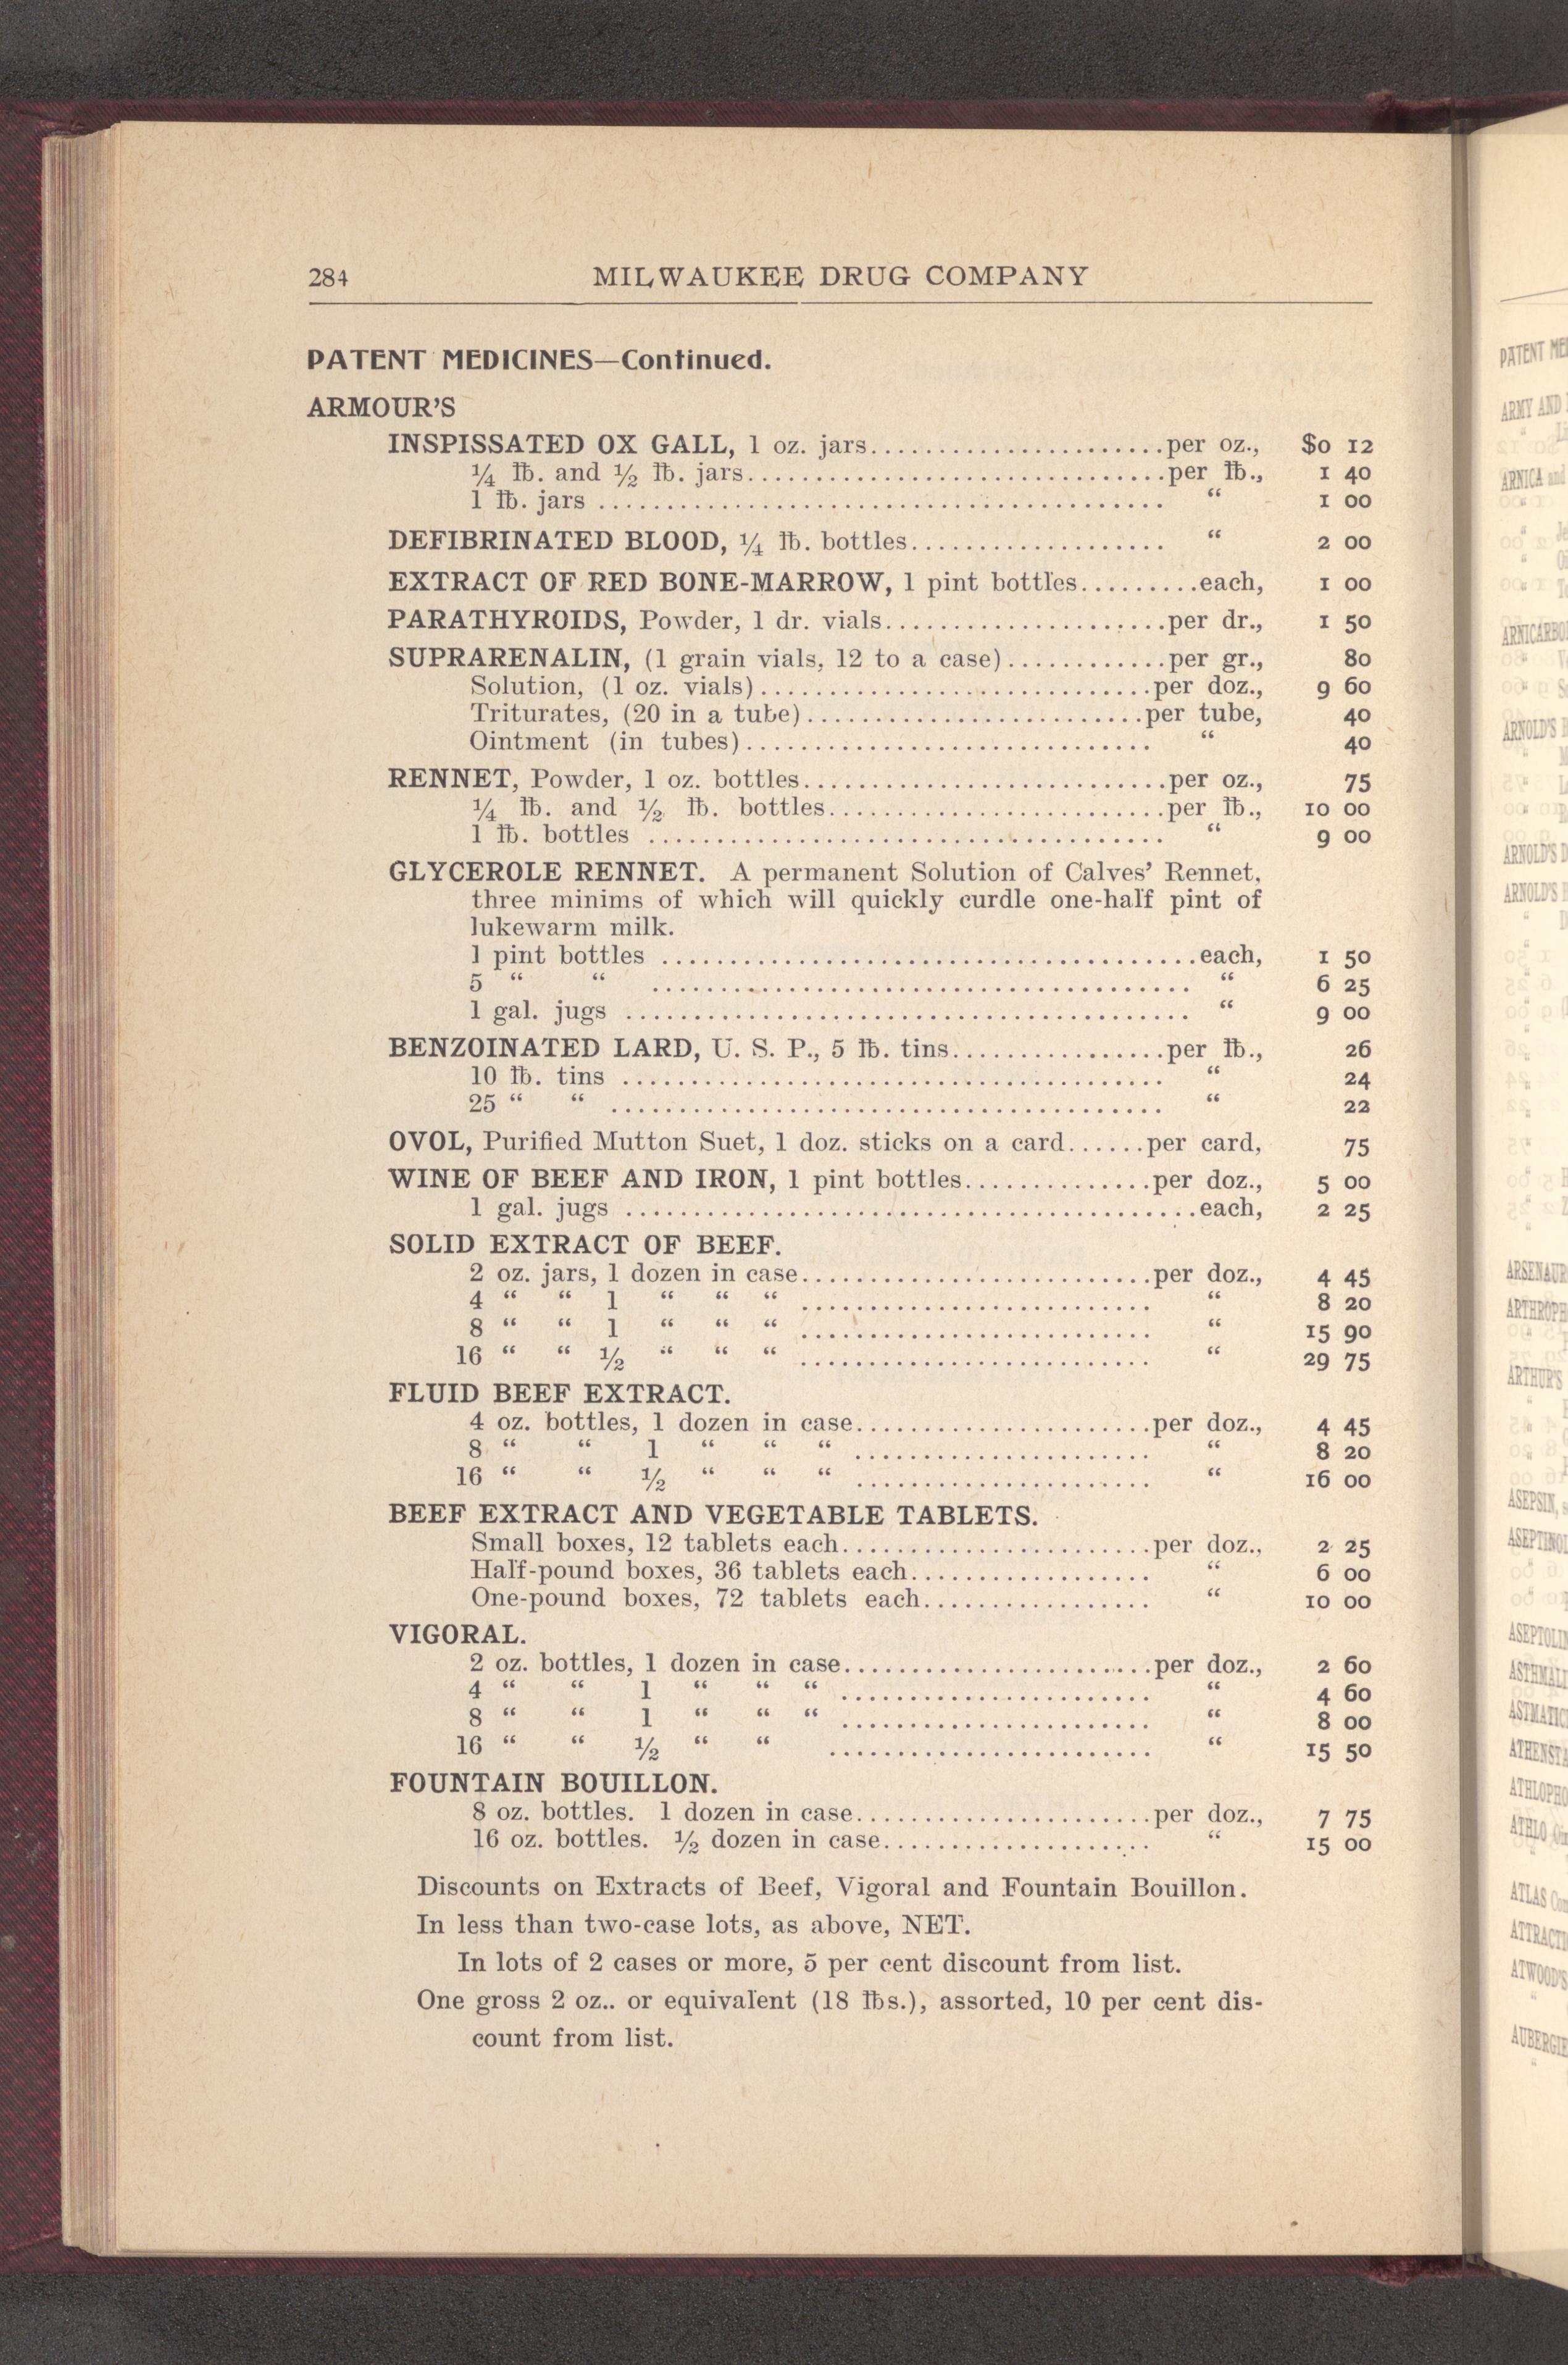 284 MILWAUKEE DRUG COMPANY
PATENT MEDICINES—Continued.
ARMOUR'S
INSPISSATED OX GALL, 1 oz. jars......................per oz., $0 12
¼ ℔. and ½ ℔. jars...............................per ℔., 1 40
1 ℔. jars .......................................... “ 1 00
DEFIBRINATED BLOOD, ¼ ℔. bottles................... “ 2 00
EXTRACT OF RED BONE-MARROW, 1 pint bottles.........each, 1 00
PARATHYROIDS, Powder, 1 dr. vials.....................per dr., 1 50
SUPRARENALIN, (1 grain vials, 12 to a case)............per gr., 80
Solution, (1 oz. vials).............................per doz., 9 60
Triturates, (20 in a tube).........................per tube, 40
Ointment (in tubes).............................. “ 40
RENNET, Powder, 1 oz. bottles...........................per oz., 75
¼ ℔. and ½ ℔. bottles.........................per ℔., 10 00
1 ℔. bottles ...................................... “ 9 00
GLYCEROLE RENNET. A permanent Solution of Calves' Rennet,
three minims of which will quickly curdle one-half pint of
lukewarm milk.
1 pint bottles ........................................each, 1 50
5 “ “ ........................................ “ 6 25
1 gal. jugs .......................................... “ 9 00
BENZOINATED LARD, U. S. P., 5 ℔. tins................per ℔., 26
10 ℔. tins ........................................ “ 24
25 “ “ ......................................... “ 22
OVOL, Purified Mutton Suet, 1 doz. sticks on a card......per card, 75
WINE OF BEEF AND IRON, 1 pint bottles..............per doz., 5 00
1 gal. jugs ..........................................each, 2 25
SOLID EXTRACT OF BEEF.
2 oz. jars, 1 dozen in case..........................per doz., 4 45
4 “ “ 1 “ “ “ .......................... “ 8 20
8 “ “ 1 “ “ “ .......................... “ 15 90
16 “ “ ½ “ “ “ .......................... “ 29 75
FLUID BEEF EXTRACT.
4 oz. bottles, 1 dozen in case......................per doz., 4 45
8 “ “ 1 “ “ “ ...................... “ 8 20
16 “ “ ½ “ “ “ ...................... “ 16 00
BEEF EXTRACT AND VEGETABLE TABLETS.
Small boxes, 12 tablets each.......................per doz., 2 25
Half-pound boxes, 36 tablets each.................. “ 6 00
One-pound boxes, 72 tablets each................. “ 10 00
VIGORAL.
2 oz. bottles, 1 dozen in case.......................per doz., 2 60
4 “ “ 1 “ “ “ ....................... “ 4 60
8 “ “ 1 “ “ “ ....................... “ 8 00
16 “ “ ½ “ “ ........................ “ 15 50
FOUNTAIN BOUILLON.
8 oz. bottles. 1 dozen in case......................per doz., 7 75
16 oz. bottles. ½ dozen in case.................... “ 15 00
Discounts on Extracts of Beef, Vigoral and Fountain Bouillon.
In less than two-case lots, as above, NET.
In lots of 2 cases or more, 5 per cent discount from list.
One gross 2 oz.. or equivalent (18 ℔s.), assorted, 10 per cent dis-
count from list.
PATENT
ARMY AND
ARNICA and
ARNOLD'S
ARNOLD'S
ARNOLD'S
ARTHUR'S
ASEPSIN,
ATLAS
ATWOOD'S